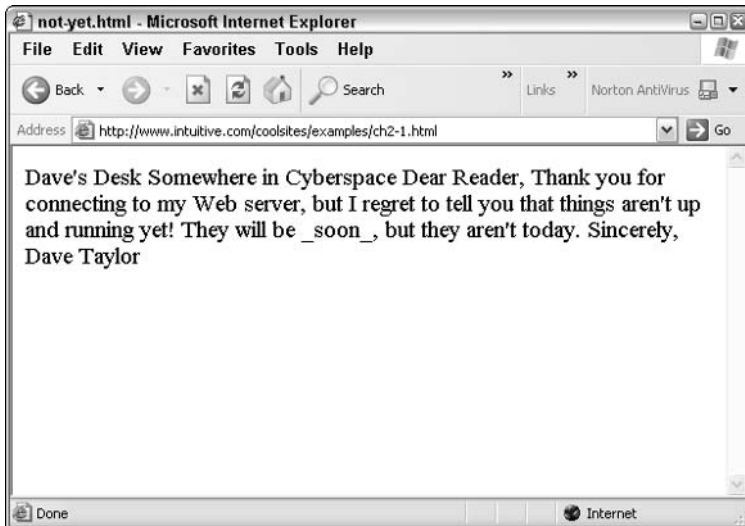 not-yet.html - Microsoft Internet Explorer
File Edit View Favorites Tools Help
Back Search » Links » Norton AntiVirus
Address http://www.intuitive.com/coolsites/examples/ch2-1.html Go
Dave's Desk Somewhere in Cyberspace Dear Reader, Thank you for
connecting to my Web server, but I regret to tell you that things aren't up
and running yet! They will be _soon_, but they aren't today. Sincerely,
Dave Taylor
Done Internet